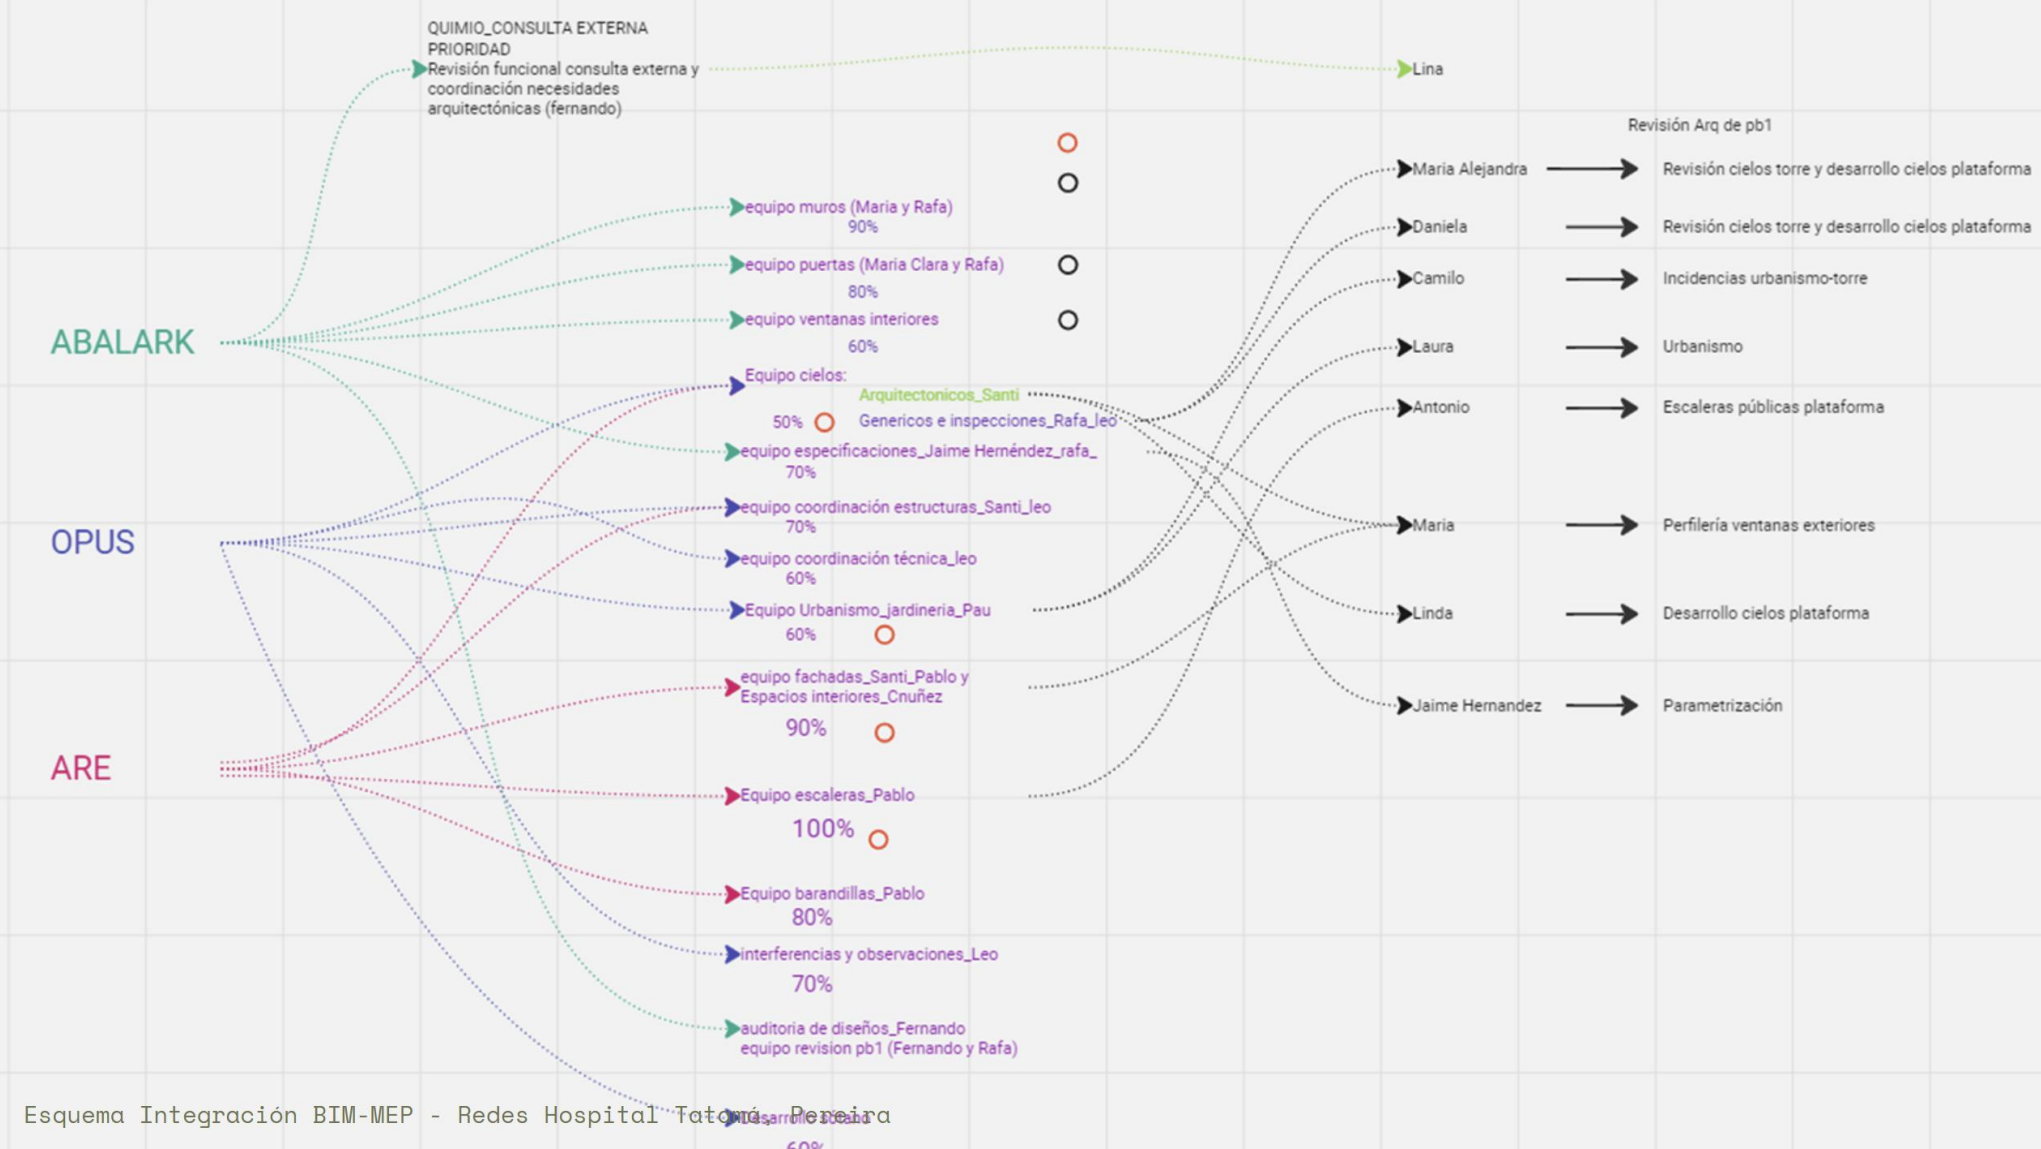 QUIMIO_CONSULTA EXTERNA
PRIORIDAD
Revisión funcional consulta externa y
coordinación necesidades
arquitectónicas (fernando)
Lina
Revisión Arq de pb1
Maria Alejandra
Revisión cielos torre y desarrollo cielos plataforma
equipo muros (Maria y Rafa)
90%
Daniela
Revisión cielos torre y desarrollo cielos plataforma
equipo puertas (Maria Clara y Rafa)
80%
Camilo
Incidencias urbanismo-torre
equipo ventanas interiores
60%
ABALARK
Laura
Urbanismo
Equipo cielos:
Arquitectonicos_Santi
50%
Genericos e inspecciones_Rafa_leo
Antonio
Escaleras públicas plataforma
equipo especificaciones_Jaime Hernéndez_rafa_
70%
equipo coordinación estructuras_Santi_leo
70%
Maria
Perfilería ventanas exteriores
OPUS
equipo coordinación técnica_leo
60%
Equipo Urbanismo_jardineria_Pau
60%
Linda
Desarrollo cielos plataforma
equipo fachadas_Santi_Pablo y
Espacios interiores_Cnuñez
90%
Jaime Hernandez
Parametrización
ARE
Equipo escaleras_Pablo
100%
Equipo barandillas_Pablo
80%
interferencias y observaciones_Leo
70%
auditoria de diseños_Fernando
equipo revision pb1 (Fernando y Rafa)
Esquema Integración BIM-MEP - Redes Hospital Tatamá, Pereira
Desarrollo sótano
60%